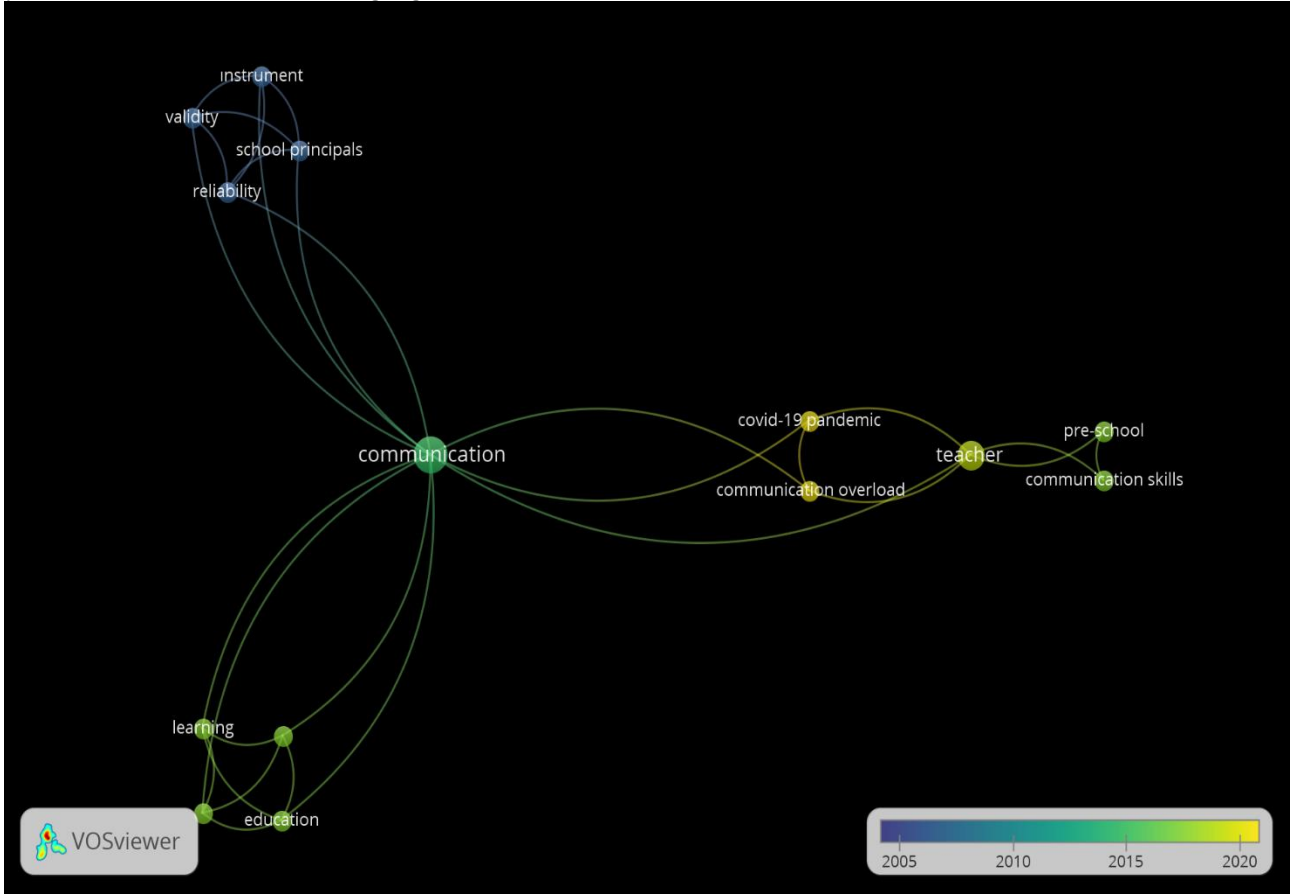 instrument
validity
school principals
reliability
communication
covid-19 pandemic
communication overload
teacher
pre-school
communication skills
learning
education
VOSviewer
2005 2010 2015 2020